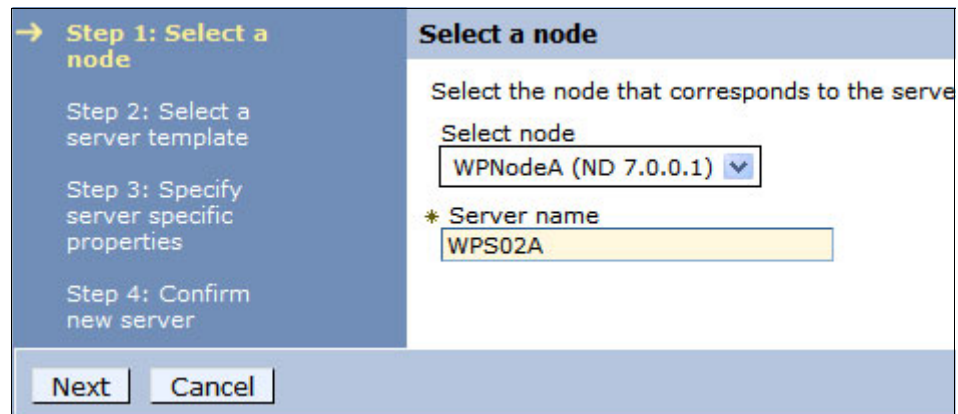 Step 1: Select a
node
Step 2: Select a
server template
Step 3: Specify
server specific
properties
Step 4: Confirm
new server
Select a node
Select the node that corresponds to the serve
Select node
WPNodeA (ND 7.0.0.1)
* Server name
WPS02A
Next
Cancel